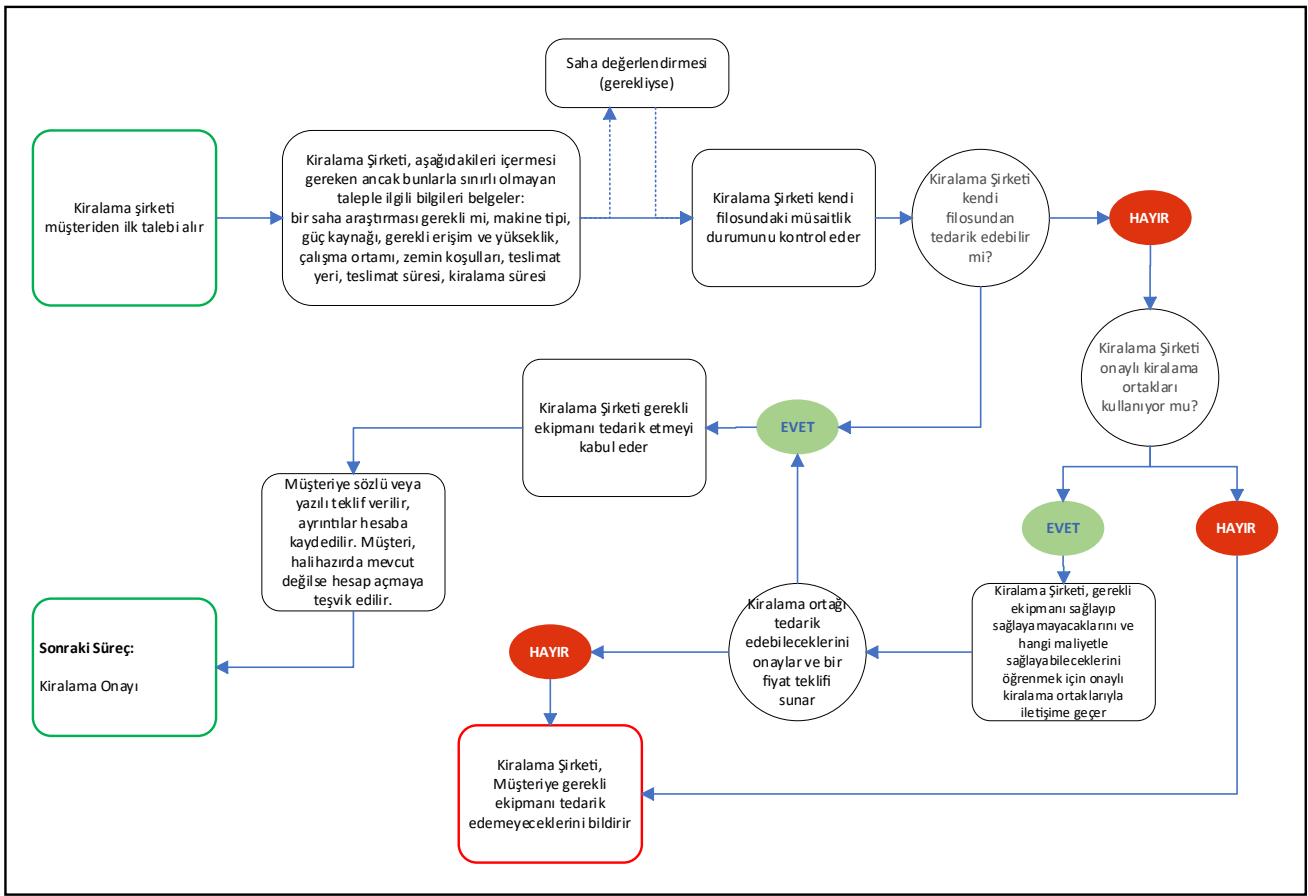 Saha değerlendirmesi
(gerekliyse)
Kiralama şirketi
müşteriden ilk talebi alır
Kiralama Şirketi, aşağıdakileri içermesi
gereken ancak bunlarla sınırlı olmayan
taleple ilgili bilgileri belgeler:
bir saha araştırması gerekli mi, makine tipi,
güç kaynağı, gerekli erişim ve yükseklik,
çalışma ortamı, zemin koşulları, teslimat
yeri, teslimat süresi, kiralama süresi
Kiralama Şirketi kendi
filosundaki müsaitlik
durumunu kontrol eder
Kiralama Şirketi
kendi
filosundan
tedarik edebilir
mi?
HAYIR
Kiralama Şirketi
onaylı kiralama
ortakları
kullanıyor mu?
Kiralama Şirketi gerekli
ekipmanı tedarik etmeyi
kabul eder
EVET
Müşteriye sözlü veya
yazılı teklif verilir,
ayrıntılar hesaba
kaydedilir. Müşteri,
halihazırda mevcut
değilse hesap açmaya
teşvik edilir.
EVET
HAYIR
Sonraki Süreç:
Kiralama Onayı
HAYIR
Kiralama ortağı
tedarik
edebileceklerini
onaylar ve bir
fiyat teklifi
sunar
Kiralama Şirketi, gerekli
ekipmanı sağlayıp
sağlayamayacaklarını ve
hangi maliyetle
sağlayabileceklerini
öğrenmek için onaylı
kiralama ortaklarıyla
iletişime geçer
Kiralama Şirketi,
Müşteriye gerekli
ekipmanı tedarik
edemeyeceklerini bildirir